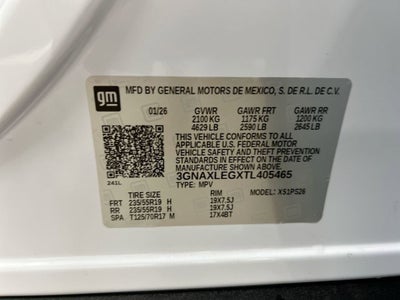 gm
MFD BY GENERAL MOTORS DE MEXICO, S. DE R.L. DE C.V.
01/26 GVWR GAWR FRT GAWR RR
2100 KG 1175 KG 1200 KG
4629 LB 2590 LB 2645 LB
THIS VEHICLE CONFORMS TO ALL
APPLICABLE U.S. FEDERAL MOTOR
VEHICLE SAFETY STANDARDS IN
EFFECT ON THE DATE OF
MANUFACTURE SHOWN ABOVE.
3GNAXLEGXTL405465
241L TYPE: MPV MODEL: XS1PS26
TIRE SIZE RIM
FRT 235/55R19 H 19X7.5J
RR 235/55R19 H 19X7.5J
SPA T125/70R17 M 17X4BT